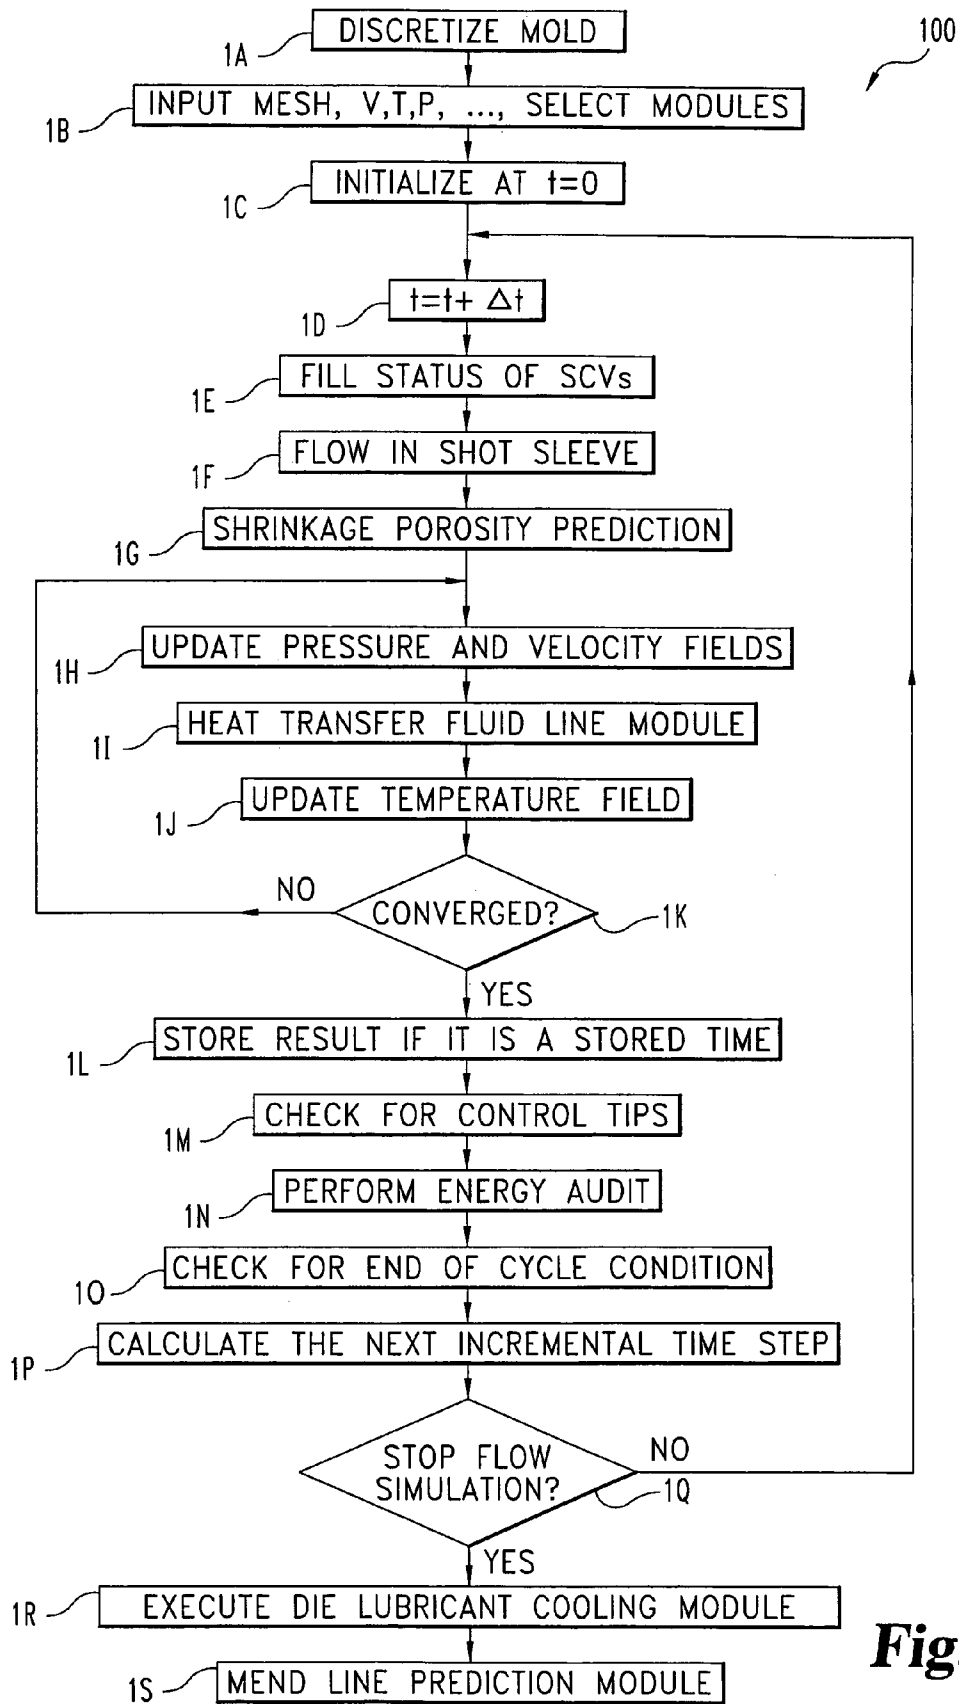 DISCRETIZE MOLD
1A
100
INPUT MESH, V,T,P, ..., SELECT MODULES
1B
INITIALIZE AT t=0
1C
t=t+ Δt
1D
FILL STATUS OF SCVs
1E
FLOW IN SHOT SLEEVE
1F
SHRINKAGE POROSITY PREDICTION
1G
UPDATE PRESSURE AND VELOCITY FIELDS
1H
HEAT TRANSFER FLUID LINE MODULE
1I
UPDATE TEMPERATURE FIELD
1J
NO
CONVERGED?
1K
YES
STORE RESULT IF IT IS A STORED TIME
1L
CHECK FOR CONTROL TIPS
1M
PERFORM ENERGY AUDIT
1N
CHECK FOR END OF CYCLE CONDITION
1O
CALCULATE THE NEXT INCREMENTAL TIME STEP
1P
STOP FLOW
SIMULATION?
NO
1Q
YES
EXECUTE DIE LUBRICANT COOLING MODULE
1R
Fig.
MEND LINE PREDICTION MODULE
1S